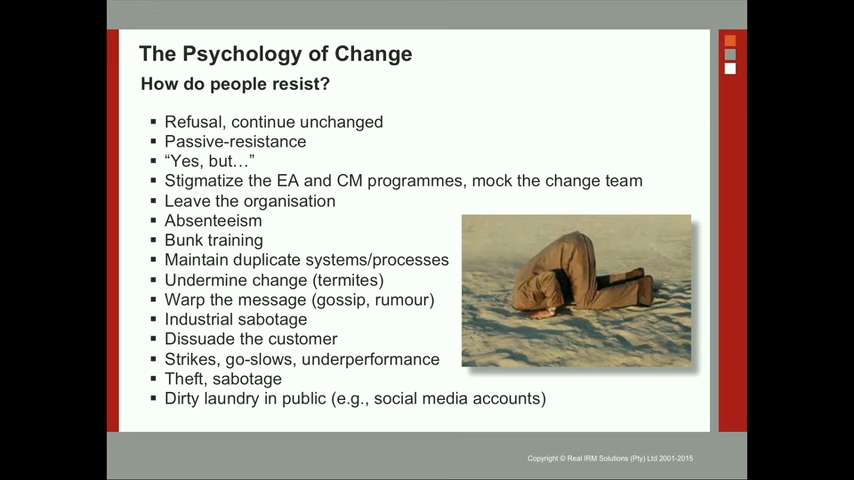 The Psychology of Change
How do people resist?
▪ Refusal, continue unchanged
▪ Passive-resistance
▪ “Yes, but…”
▪ Stigmatize the EA and CM programmes, mock the change team
▪ Leave the organisation
▪ Absenteeism
▪ Bunk training
▪ Maintain duplicate systems/processes
▪ Undermine change (termites)
▪ Warp the message (gossip, rumour)
▪ Industrial sabotage
▪ Dissuade the customer
▪ Strikes, go-slows, underperformance
▪ Theft, sabotage
▪ Dirty laundry in public (e.g., social media accounts)
Copyright © Real IRM Solutions (Pty) Ltd 2001-2015